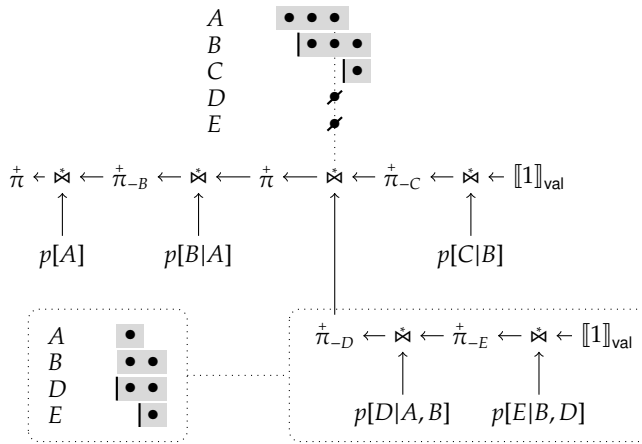 A
B
C
D
E
π⁺ ← ⋈* ← π⁺₋B ← ⋈* ← π⁺ ← ⋈* ← π⁺₋C ← ⋈* ← ⟦1⟧val
p[A] p[B|A] p[C|B]
A
B
D
E
π⁺₋D ← ⋈* ← π⁺₋E ← ⋈* ← ⟦1⟧val
p[D|A, B] p[E|B, D]